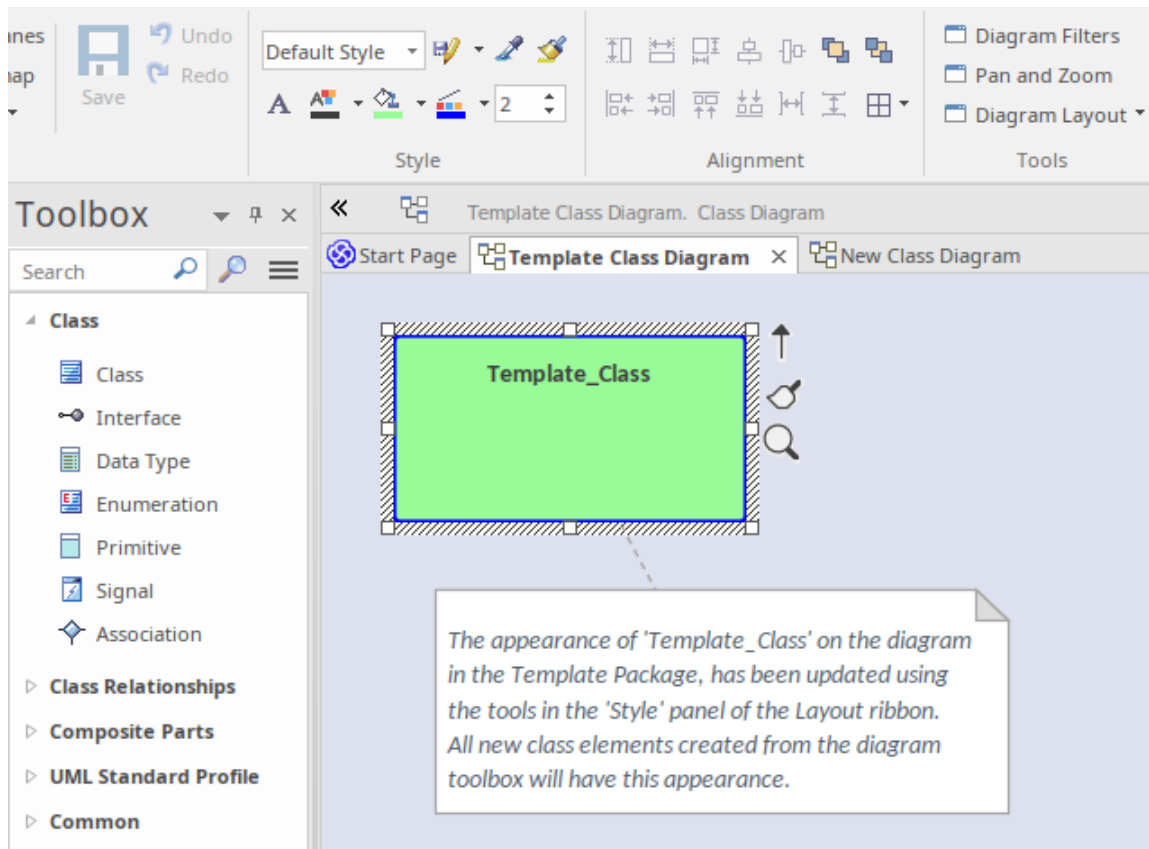 Undo
Redo
Save
Default Style
2
Style
Alignment
Diagram Filters
Pan and Zoom
Diagram Layout
Tools
Toolbox
Search
Class
Class
Interface
Data Type
Enumeration
Primitive
Signal
Association
Class Relationships
Composite Parts
UML Standard Profile
Common
Template Class Diagram. Class Diagram
Start Page
Template Class Diagram
New Class Diagram
Template_Class
The appearance of 'Template_Class' on the diagram
in the Template Package, has been updated using
the tools in the 'Style' panel of the Layout ribbon.
All new class elements created from the diagram
toolbox will have this appearance.